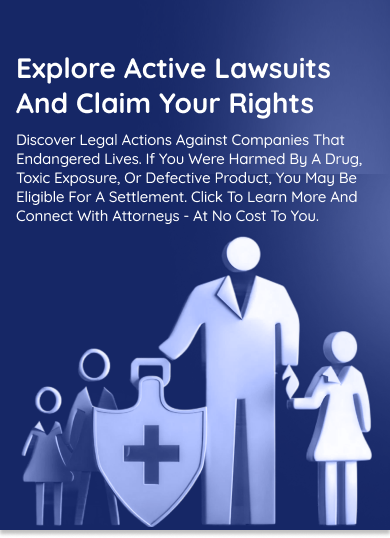 Explore Active Lawsuits
And Claim Your Rights
Discover Legal Actions Against Companies That
Endangered Lives. If You Were Harmed By A Drug,
Toxic Exposure, Or Defective Product, You May Be
Eligible For A Settlement. Click To Learn More And
Connect With Attorneys - At No Cost To You.